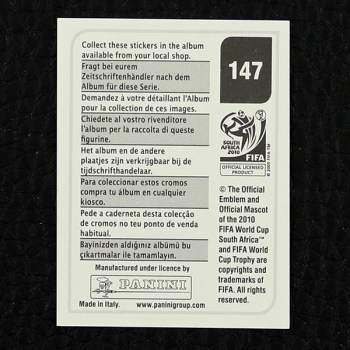 Collect these stickers in the album
available from your local shop.
Fragt bei eurem
Zeitschriftenhändler nach dem
Album für diese Serie.
Demandez à votre détaillant l'Album
pour la collection de ces images.
Chiedete al vostro rivenditore
l'album per la raccolta di queste
figurine.
Het album en de andere
plaatjes zijn verkrijgbaar bij de
tijdschriftenhandel.
Para coleccionar estos cromos
compra tu álbum en cualquier
kiosco.
Pede a caderneta desta colecção
de cromos no teu ponto de venda
habitual.
Bayinizden aldığınız albümü bu
çıkartmalar ile tamamlayın.
Manufactured under licence by
PANINI
Made in Italy. www.paninigroup.com
147
SOUTH AFRICA
2010
FIFA
OFFICIAL LICENSED
PRODUCT
© The Official
Emblem and
Official Mascot
of the 2010
FIFA World Cup
South Africa™
and FIFA World
Cup Trophy are
copyrights and
trademarks of
FIFA. All rights
reserved.